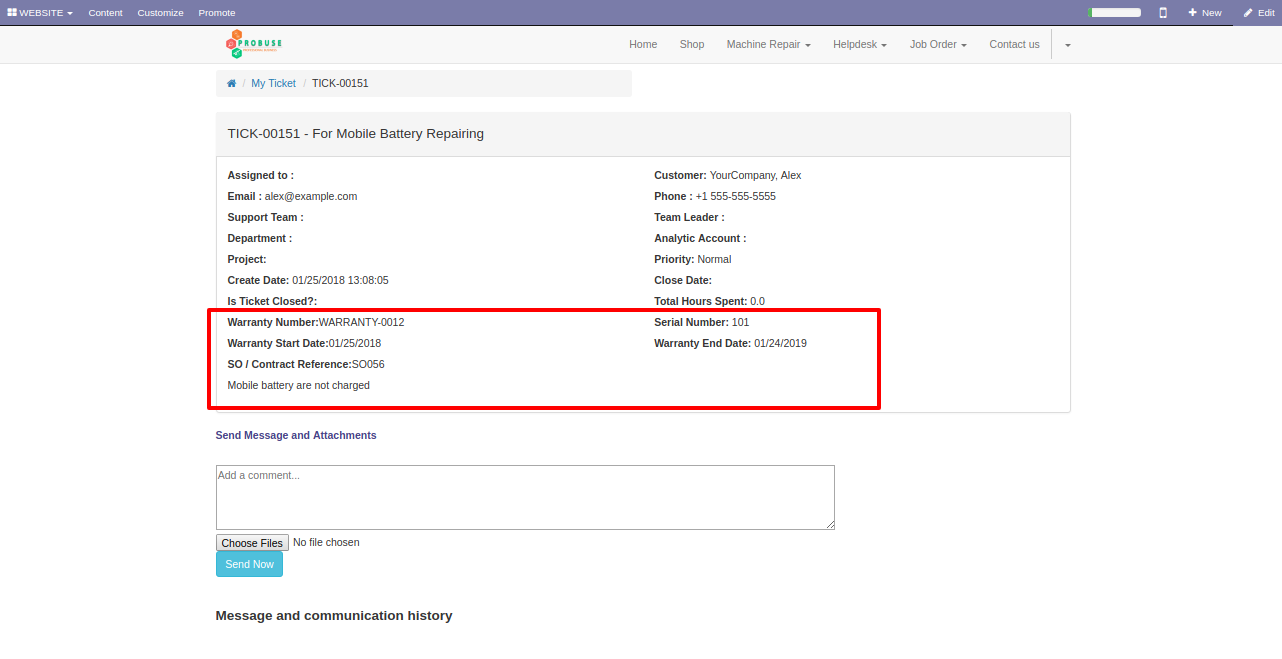 WEBSITE Content Customize Promote New Edit
PROBUSE Home Shop Machine Repair Helpdesk Job Order Contact us
/ My Ticket / TICK-00151
TICK-00151 - For Mobile Battery Repairing
Assigned to : Customer: YourCompany, Alex
Email : alex@example.com Phone : +1 555-555-5555
Support Team : Team Leader :
Department : Analytic Account :
Project: Priority: Normal
Create Date: 01/25/2018 13:08:05 Close Date:
Is Ticket Closed?: Total Hours Spent: 0.0
Warranty Number:WARRANTY-0012 Serial Number: 101
Warranty Start Date:01/25/2018 Warranty End Date: 01/24/2019
SO / Contract Reference:SO056
Mobile battery are not charged
Send Message and Attachments
Add a comment...
Choose Files No file chosen
Send Now
Message and communication history